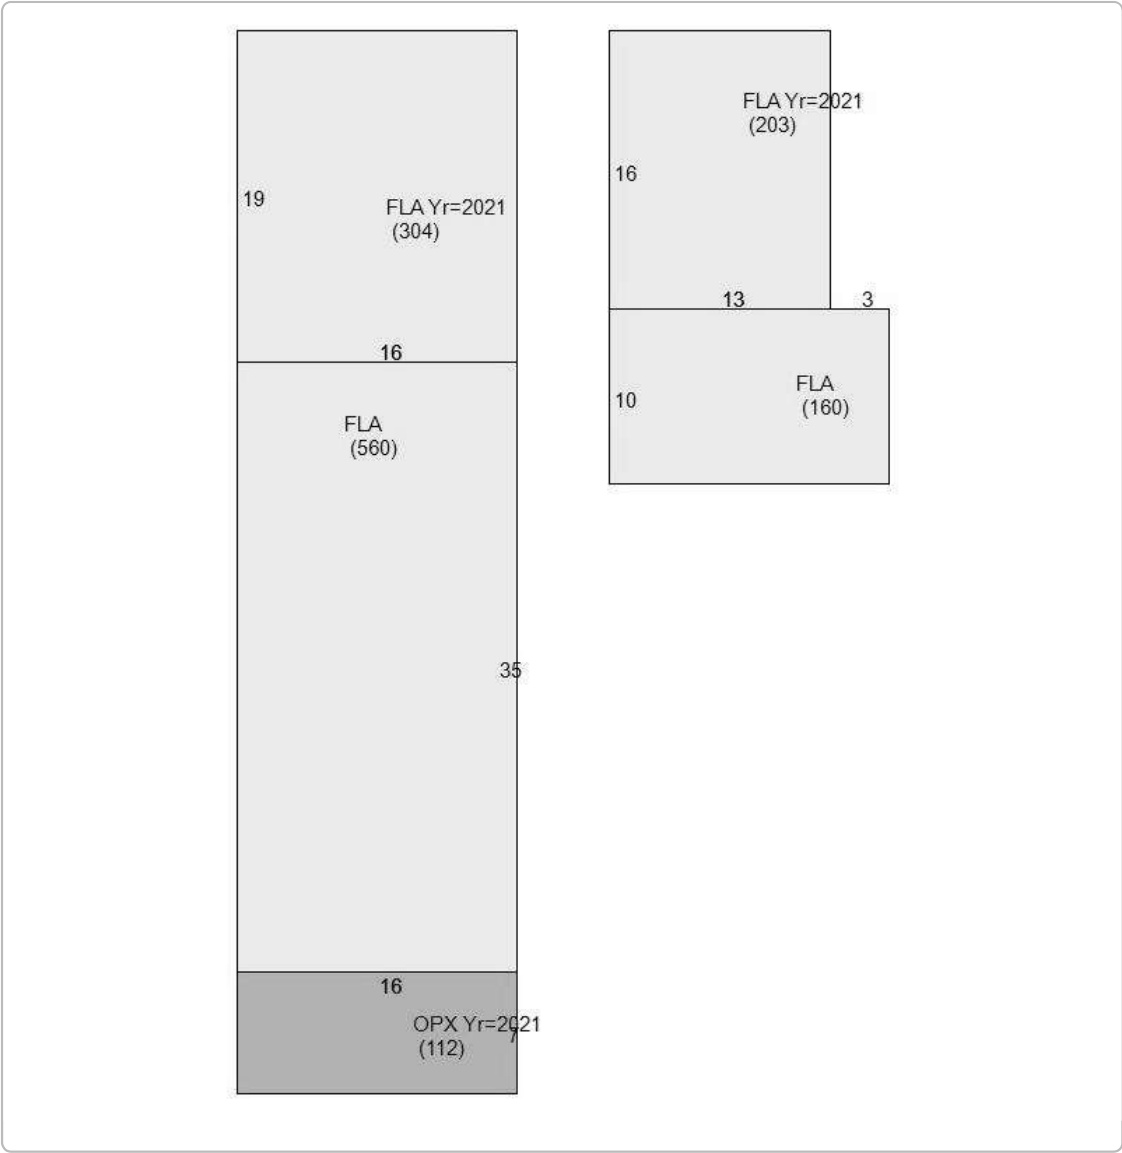 19
FLA Yr=2021
(304)
16
FLA
(560)
35
16
OPX Yr=2021
(112)
7
FLA Yr=2021
(203)
16
13
3
10
FLA
(160)